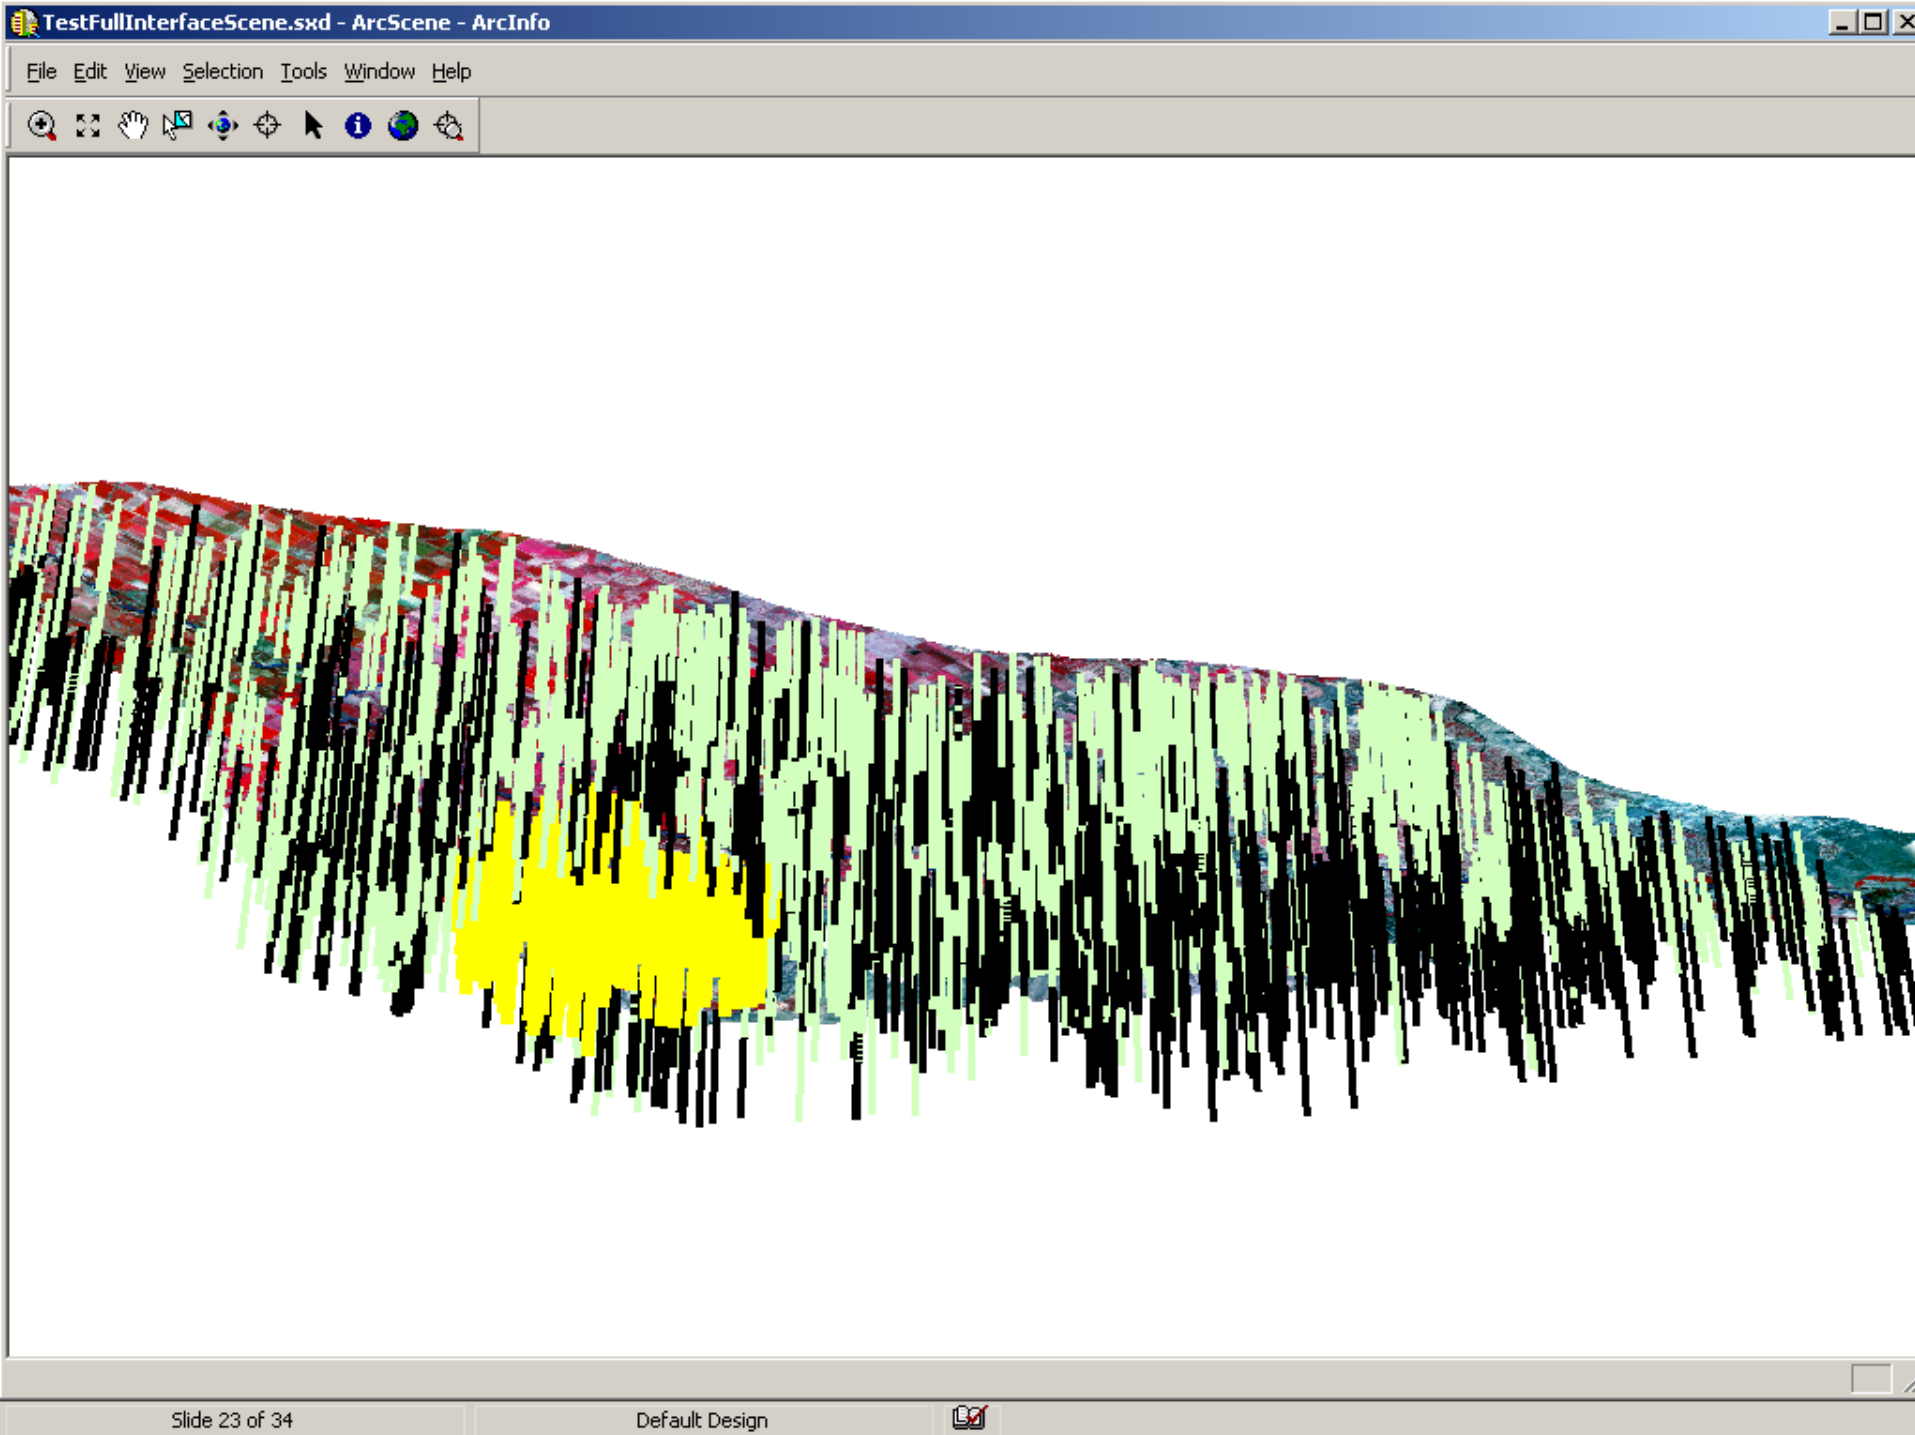 TestFullInterfaceScene.sxd - ArcScene - ArcInfo
File Edit View Selection Tools Window Help
Slide 23 of 34 Default Design